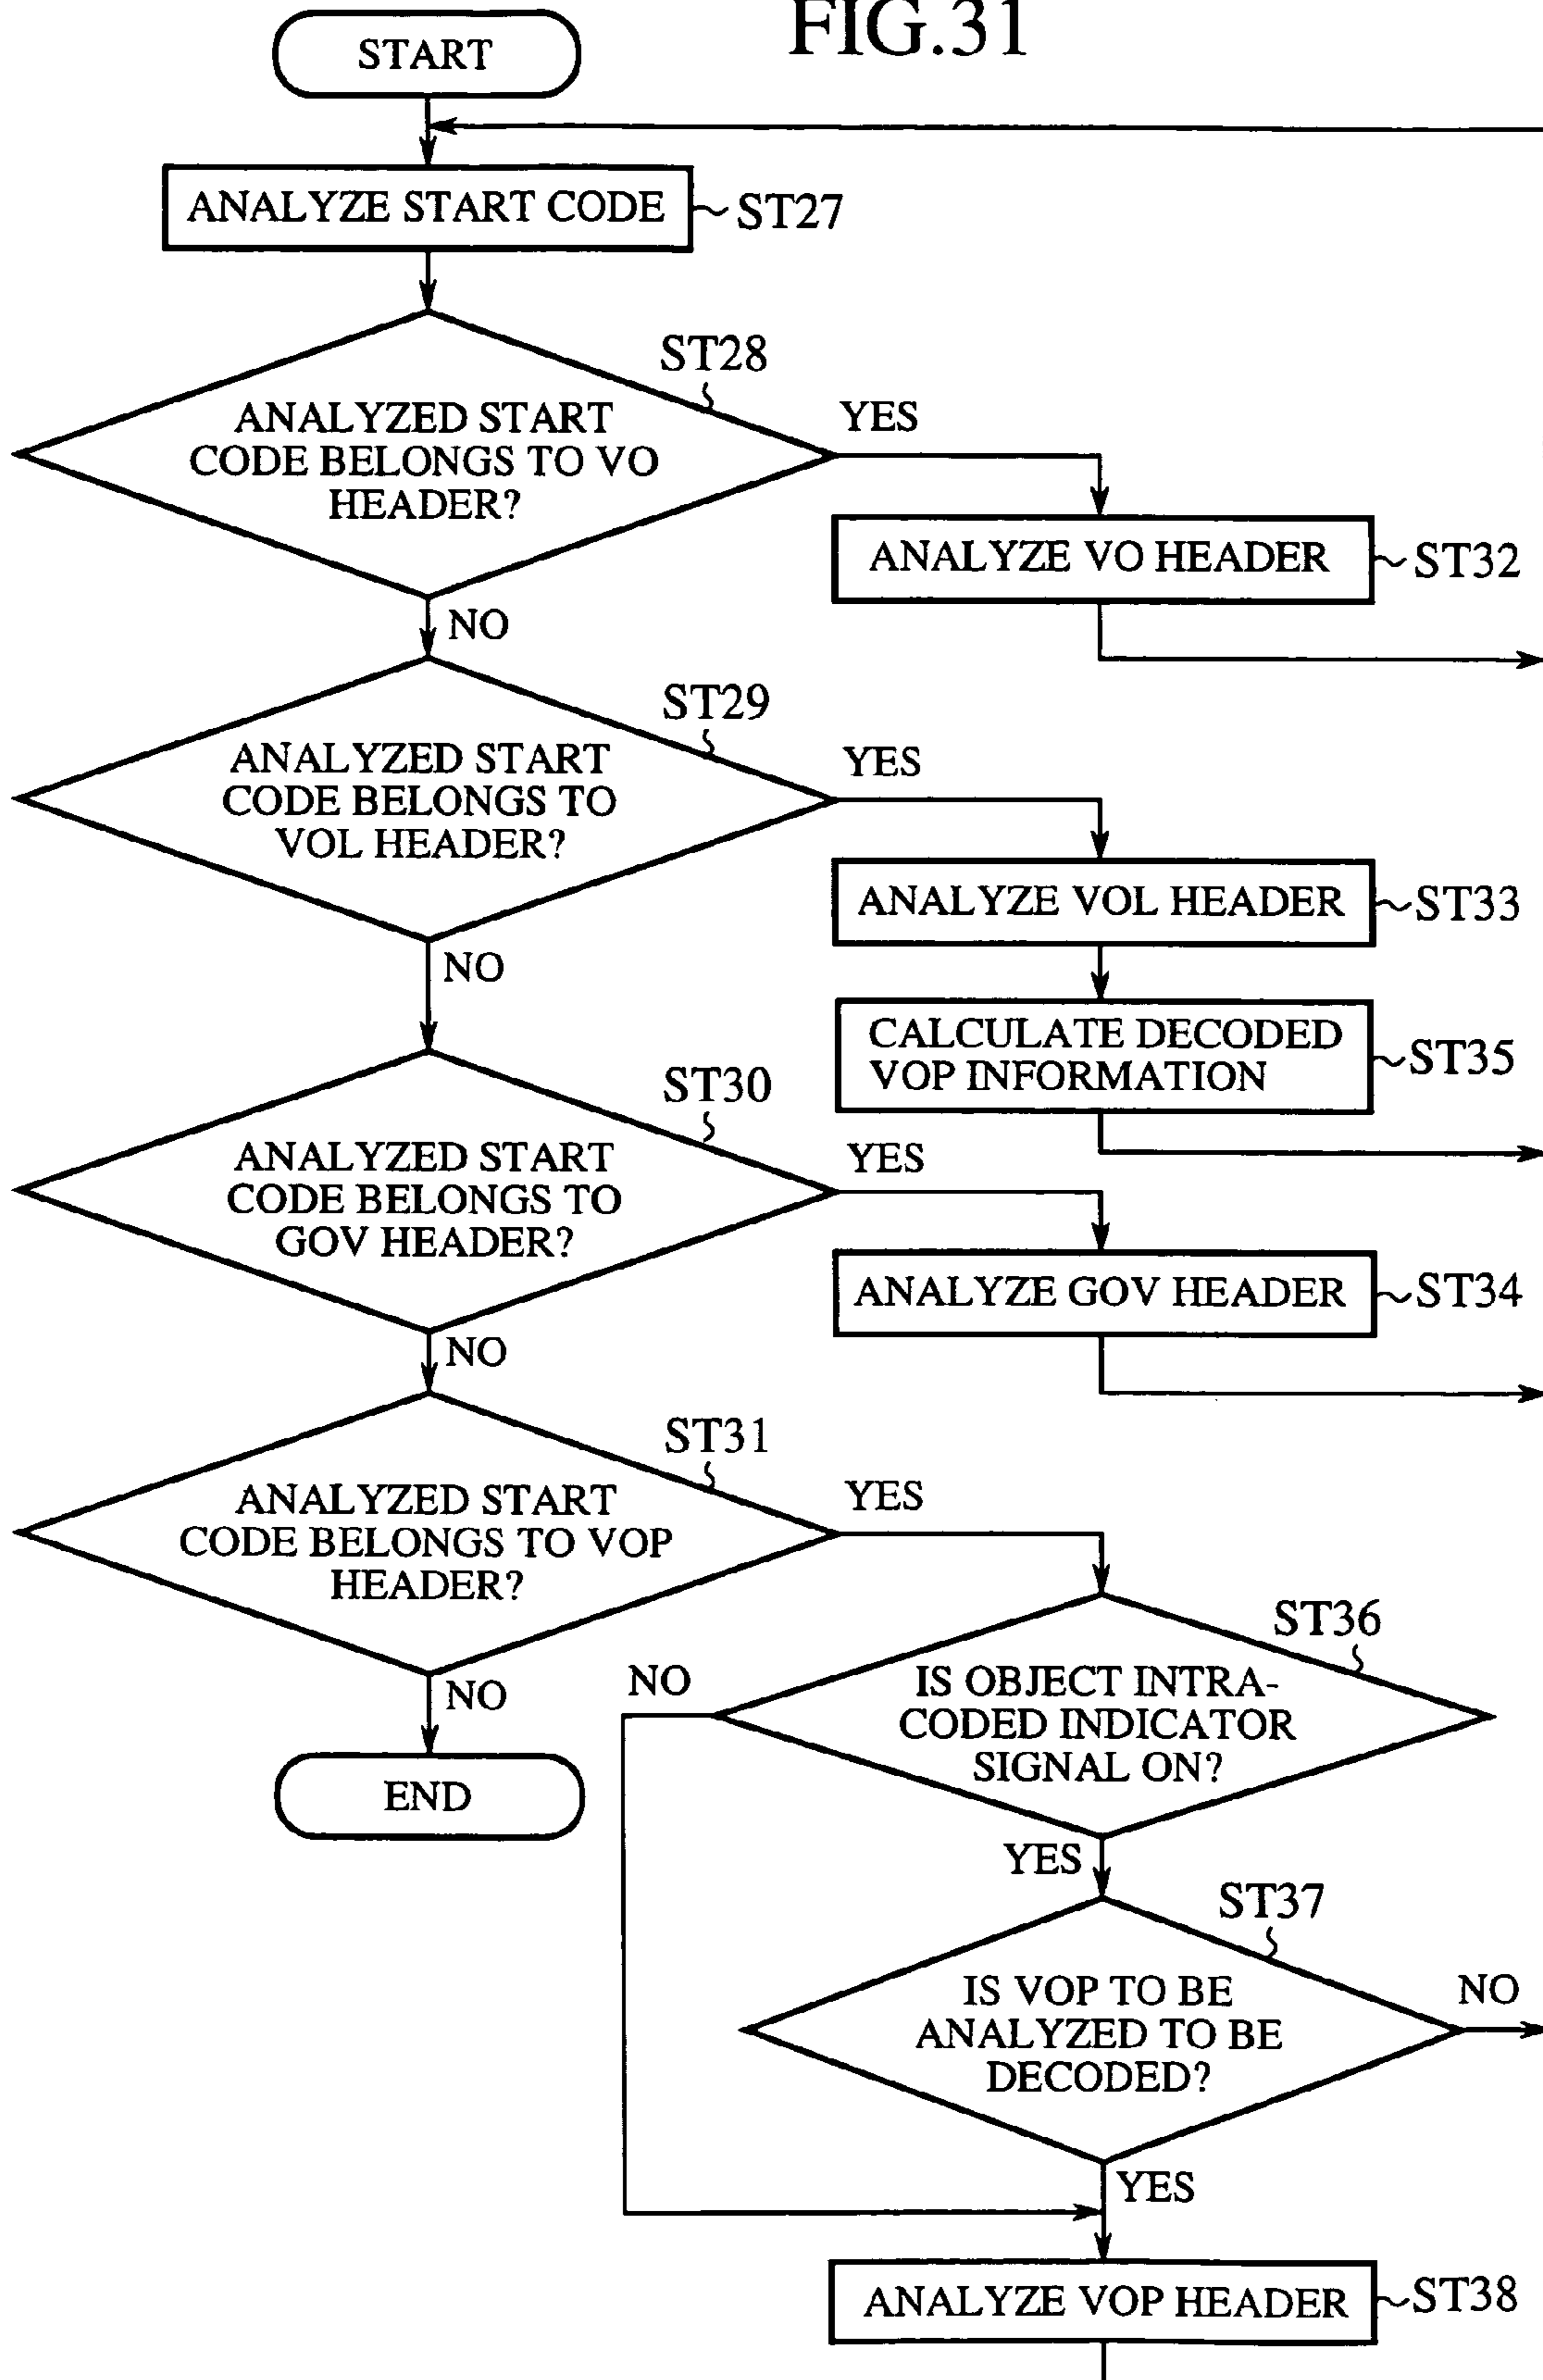 FIG.31
START
ANALYZE START CODE
ST27
ST28
ANALYZED START
CODE BELONGS TO VO
HEADER?
YES
ANALYZE VO HEADER
ST32
NO
ST29
ANALYZED START
CODE BELONGS TO
VOL HEADER?
YES
ANALYZE VOL HEADER
ST33
NO
CALCULATE DECODED
VOP INFORMATION
ST35
ST30
ANALYZED START
CODE BELONGS TO
GOV HEADER?
YES
ANALYZE GOV HEADER
ST34
NO
ST31
ANALYZED START
CODE BELONGS TO VOP
HEADER?
YES
NO
END
ST36
IS OBJECT INTRA-
CODED INDICATOR
SIGNAL ON?
NO
YES
ST37
IS VOP TO BE
ANALYZED TO BE
DECODED?
NO
YES
ANALYZE VOP HEADER
ST38